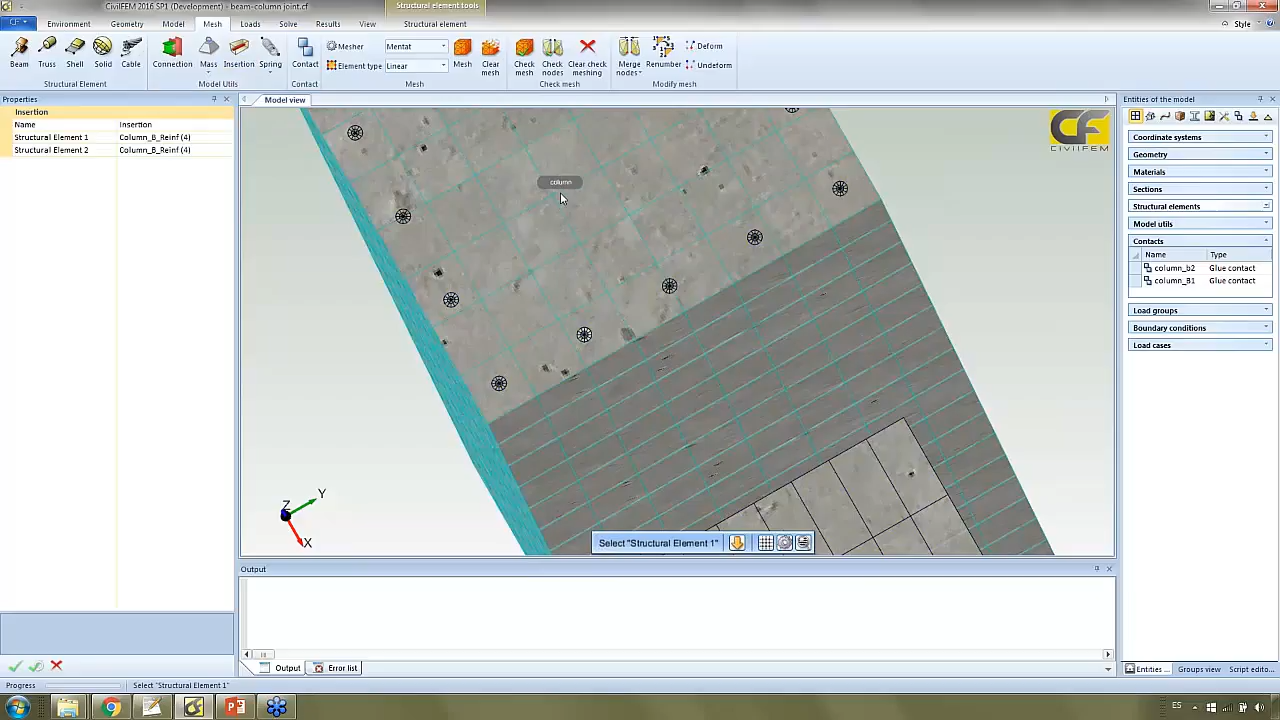 CivilFEM 2016 SP1 (Development) - beam-column joint.cf
Structural element tools
Style
CF
Environment
Geometry
Model
Mesh
Loads
Solve
Results
View
Structural element
Beam
Truss
Shell
Solid
Cable
Connection
Mass
Insertion
Spring
Contact
Mesher
Mentat
Element type
Linear
Mesh
Clear mesh
Check mesh
Check nodes
Clear check meshing
Merge nodes
Renumber
Deform
Undeform
Structural Element
Model Utils
Contact
Mesh
Check mesh
Modify mesh
Properties
Insertion
Name Insertion
Structural Element 1 Column_B_Reinf (4)
Structural Element 2 Column_B_Reinf (4)
Model view
column
CF
CIVILFEM
Z
Y
X
Select "Structural Element 1"
Output
Output
Error list
Entities of the model
Coordinate systems
Geometry
Materials
Sections
Structural elements
Model utils
Contacts
Name Type
column_b2 Glue contact
column_B1 Glue contact
Load groups
Boundary conditions
Load cases
Entities ...
Groups view
Script edito...
Progress
Select "Structural Element 1"
ES